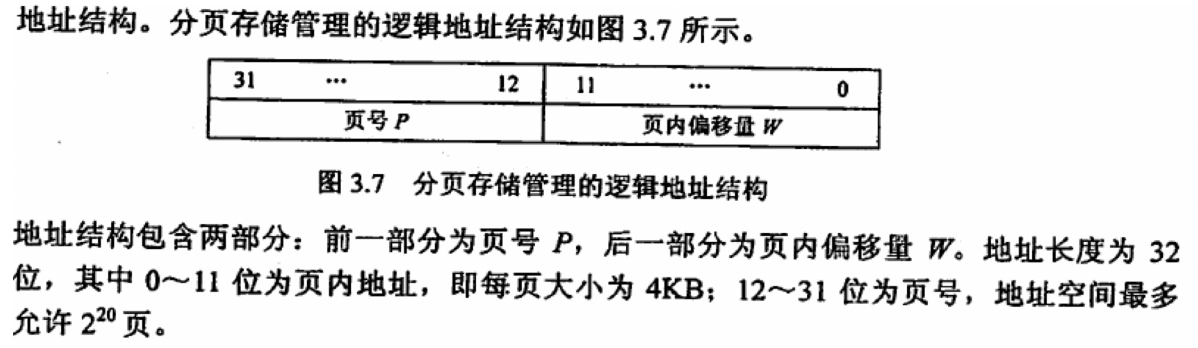 地址结构。分页存储管理的逻辑地址结构如图 3.7 所示。
31 … 12 11 … 0
页号 P 页内偏移量 W
图 3.7 分页存储管理的逻辑地址结构
地址结构包含两部分：前一部分为页号 P，后一部分为页内偏移量 W。地址长度为 32
位，其中 0～11 位为页内地址，即每页大小为 4KB；12～31 位为页号，地址空间最多
允许 2²⁰ 页。